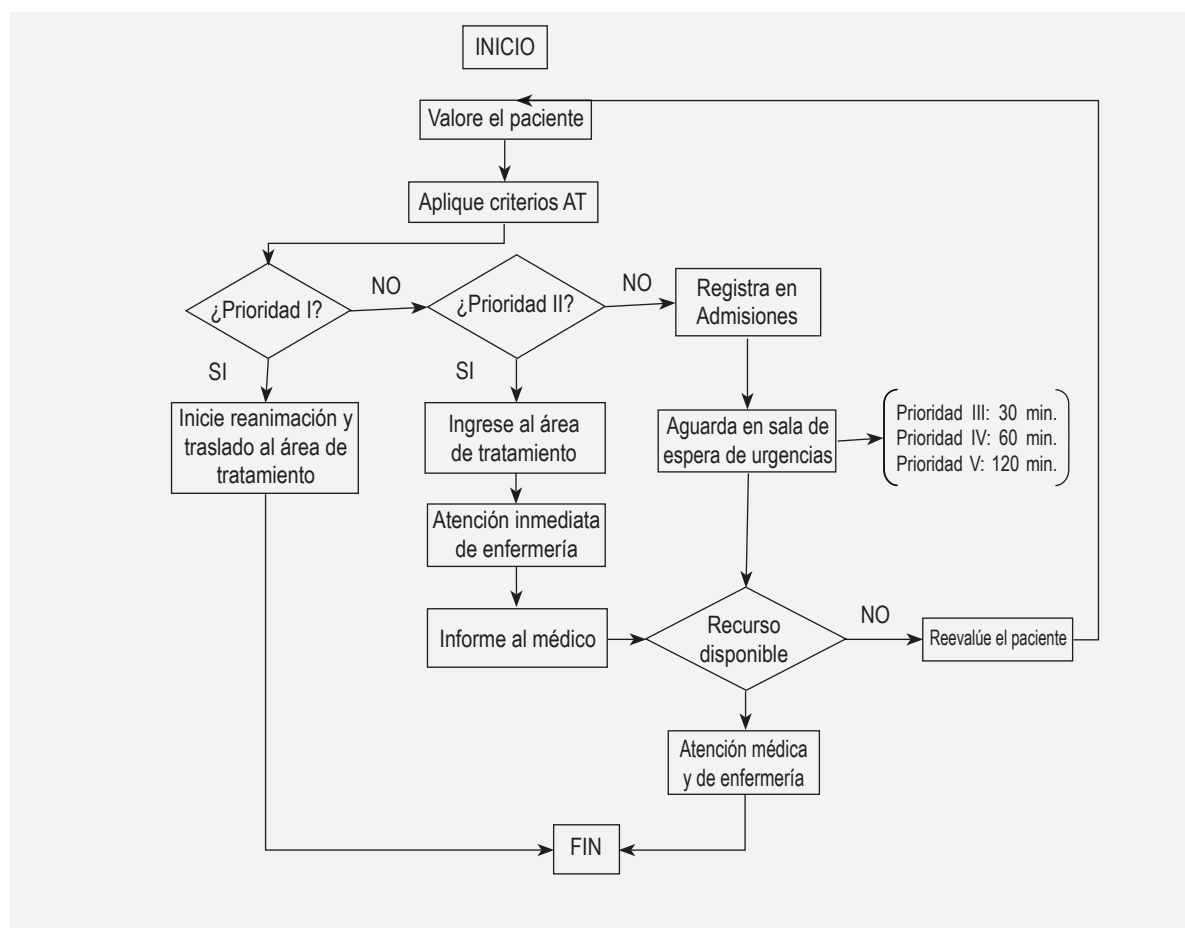 INICIO
Valore el paciente
Aplique criterios AT
¿Prioridad I?
NO
¿Prioridad II?
NO
Registra en
Admisiones
SI
SI
Inicie reanimación y
traslado al área de
tratamiento
Ingrese al área
de tratamiento
Aguarda en sala de
espera de urgencias
Prioridad III: 30 min.
Prioridad IV: 60 min.
Prioridad V: 120 min.
Atención inmediata
de enfermería
Informe al médico
Recurso
disponible
NO
Reevalúe el paciente
Atención médica
y de enfermería
FIN